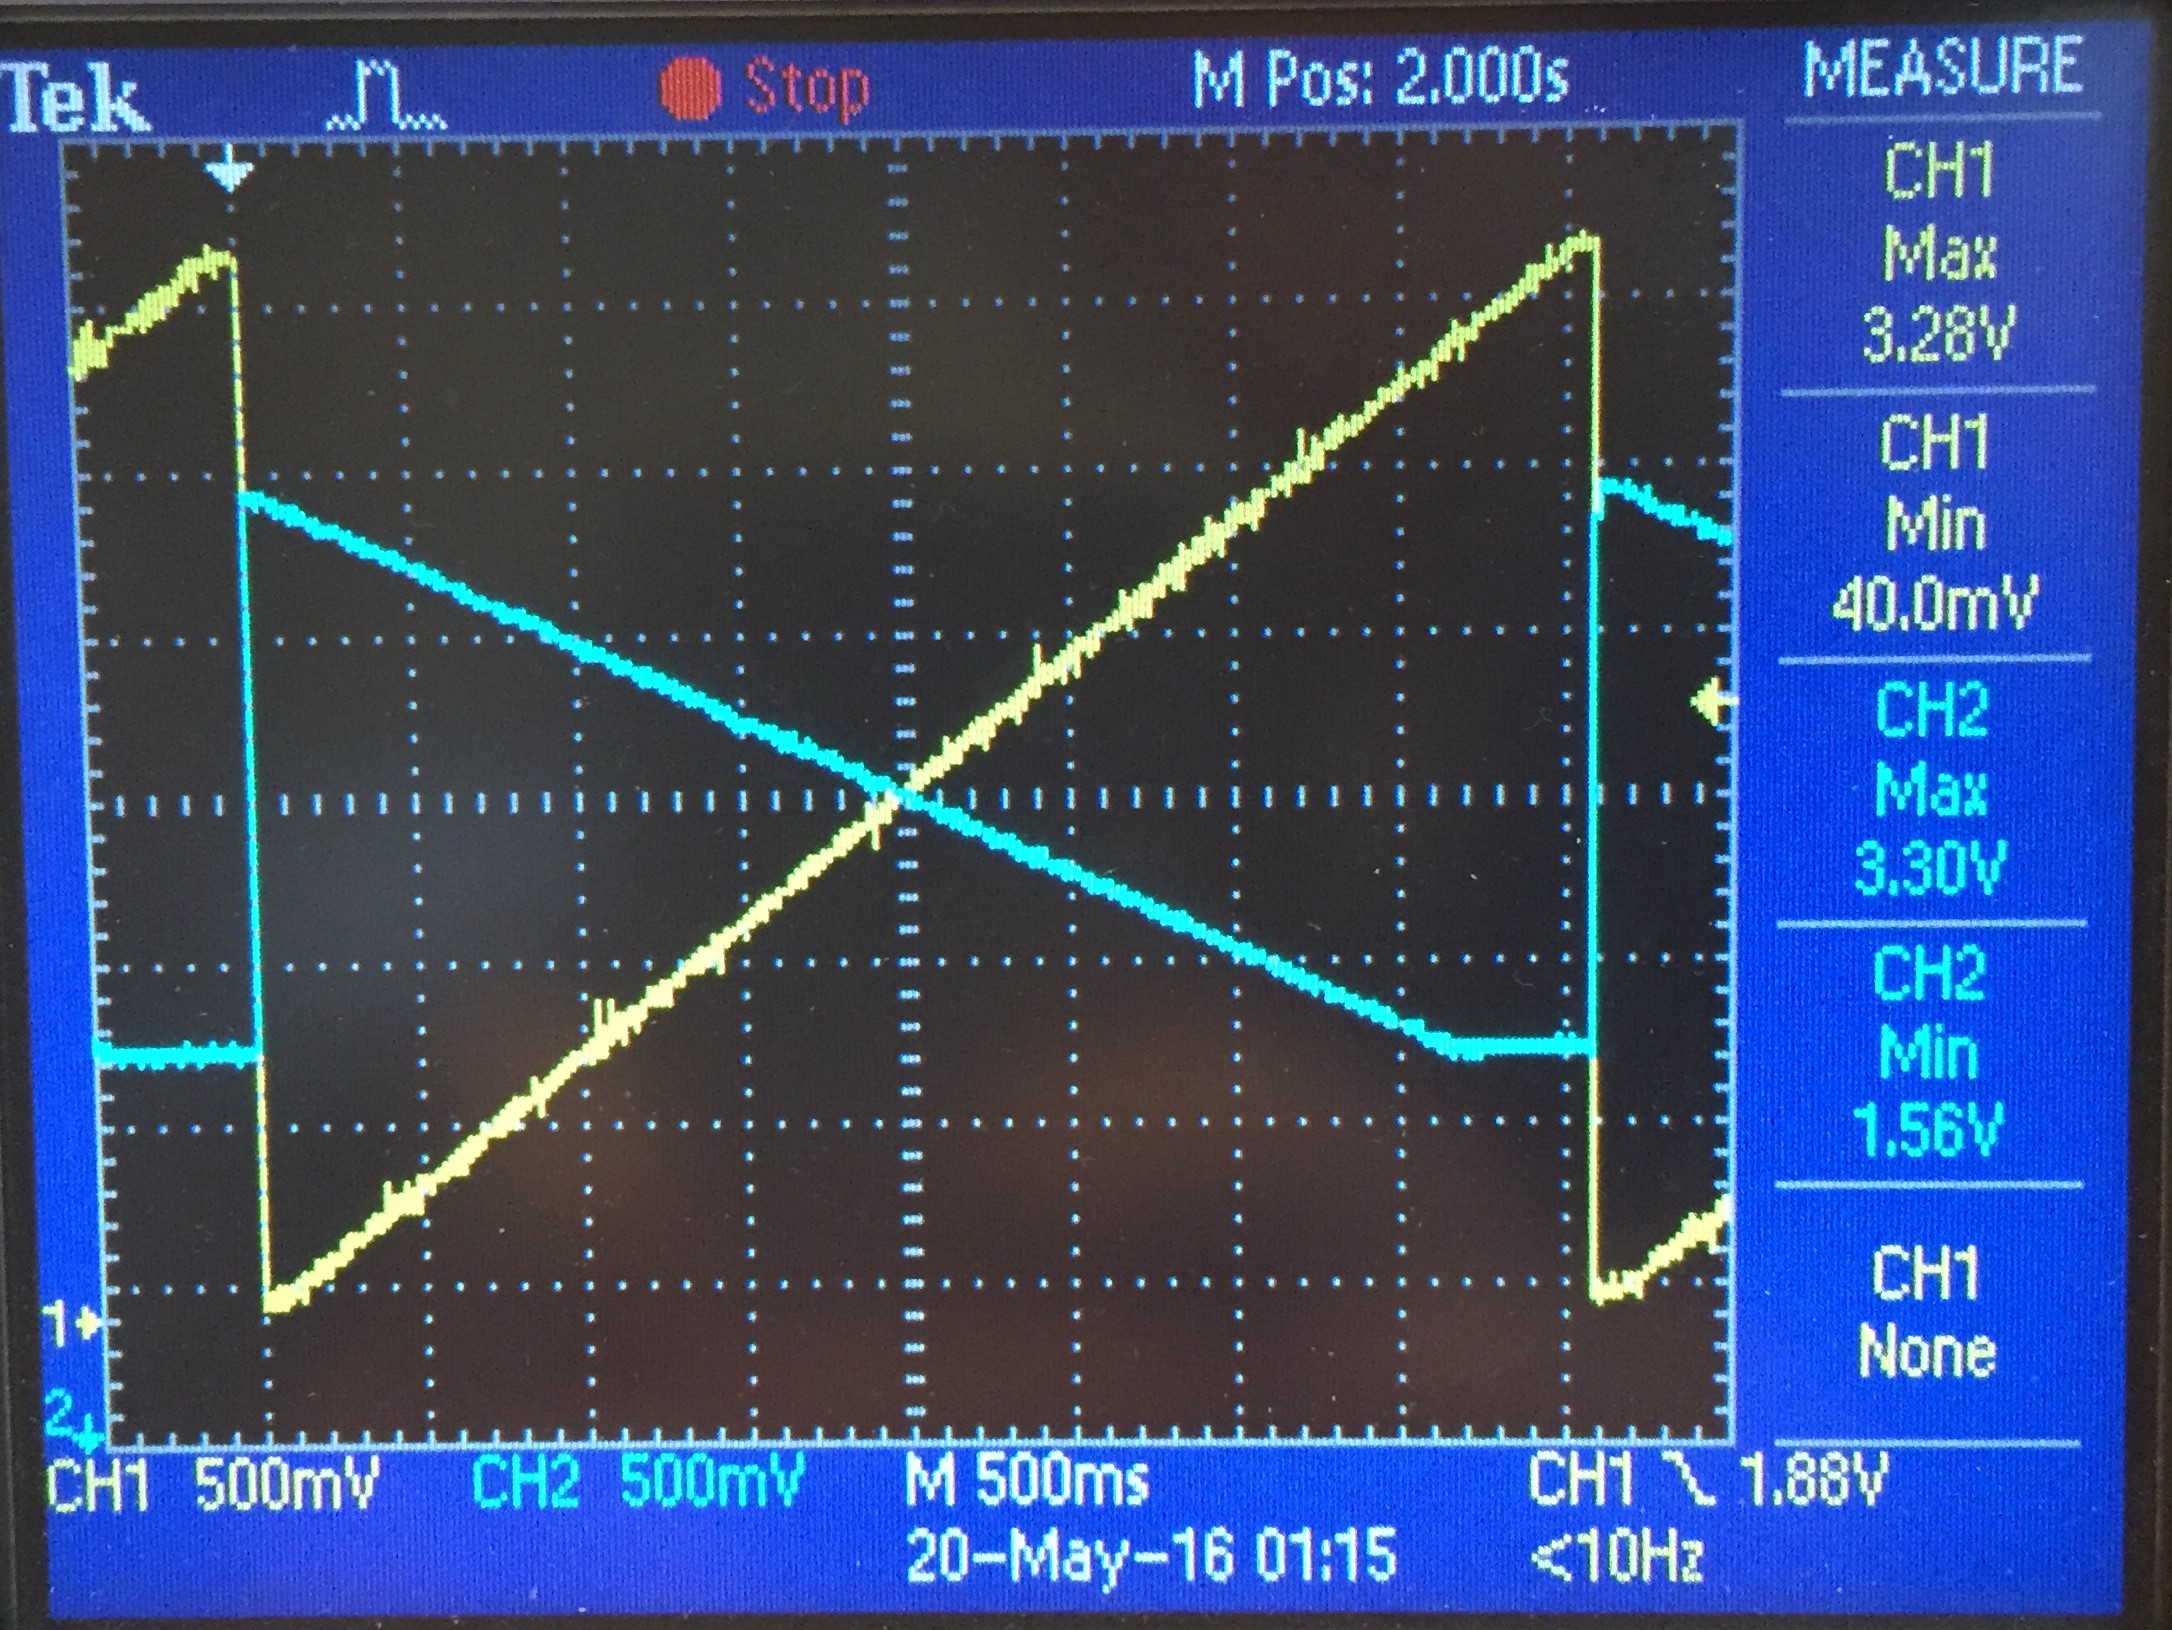 Tek Stop M Pos: 2.000s MEASURE
CH1
Max
3.28V
CH1
Min
40.0mV
CH2
Max
3.30V
CH2
Min
1.56V
CH1
None
1
2
CH1 500mV CH2 500mV M 500ms CH1 1.88V
20-May-16 01:15 <10Hz